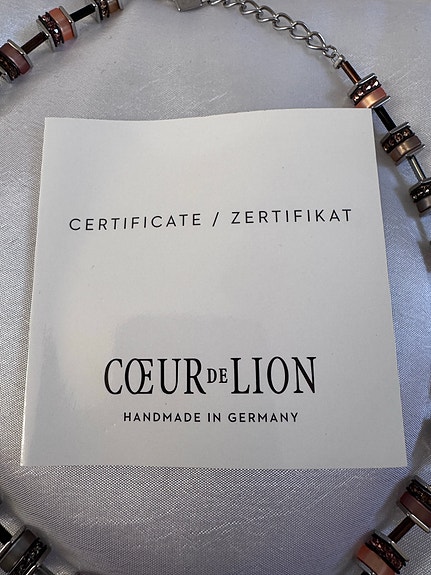 CERTIFICATE / ZERTIFIKAT
CŒUR DE LION
HANDMADE IN GERMANY